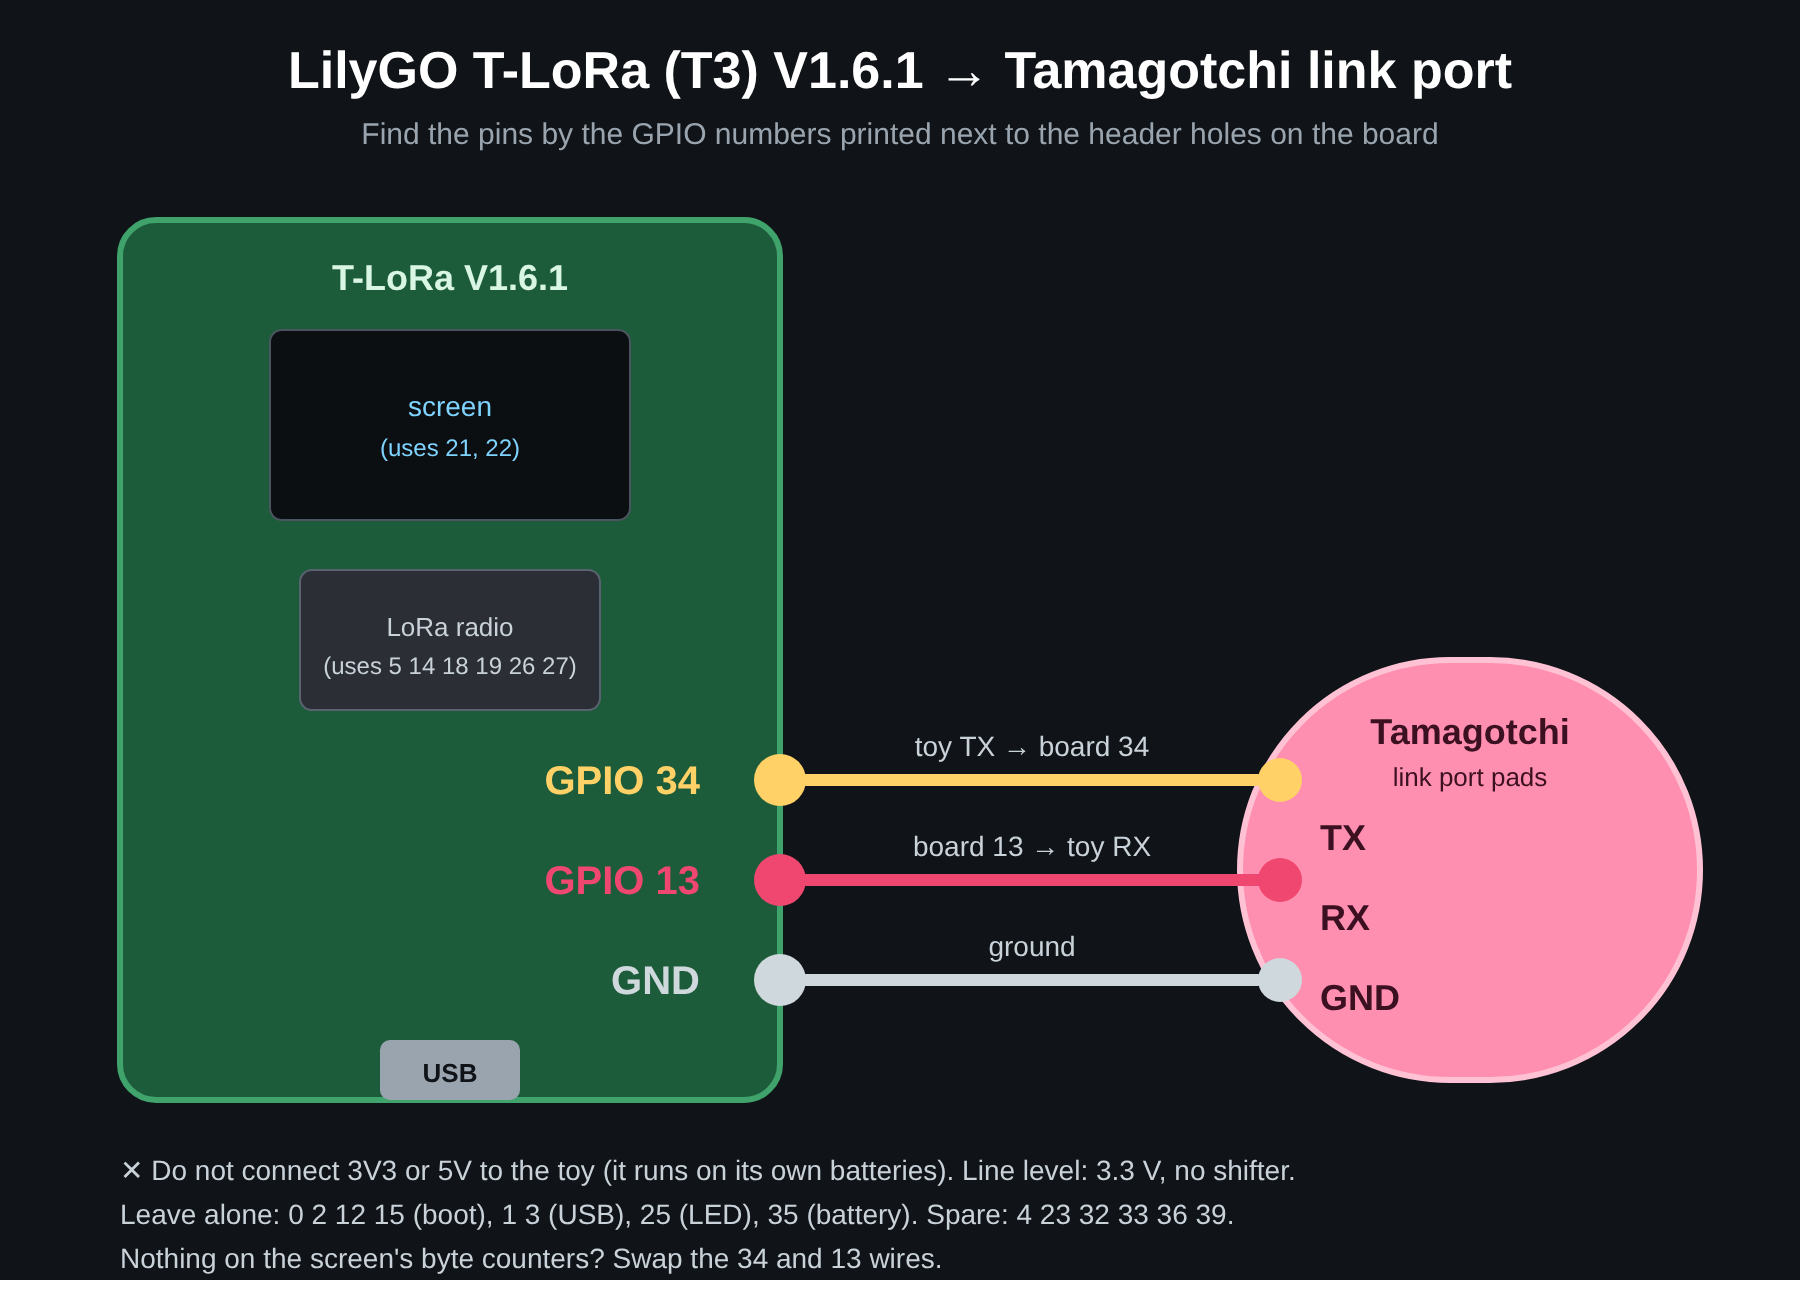 LilyGO T-LoRa (T3) V1.6.1 → Tamagotchi link port
Find the pins by the GPIO numbers printed next to the header holes on the board
T-LoRa V1.6.1
screen
(uses 21, 22)
LoRa radio
(uses 5 14 18 19 26 27)
GPIO 34
toy TX → board 34
Tamagotchi
link port pads
TX
GPIO 13
board 13 → toy RX
RX
GND
ground
GND
USB
✕ Do not connect 3V3 or 5V to the toy (it runs on its own batteries). Line level: 3.3 V, no shifter.
Leave alone: 0 2 12 15 (boot), 1 3 (USB), 25 (LED), 35 (battery). Spare: 4 23 32 33 36 39.
Nothing on the screen's byte counters? Swap the 34 and 13 wires.